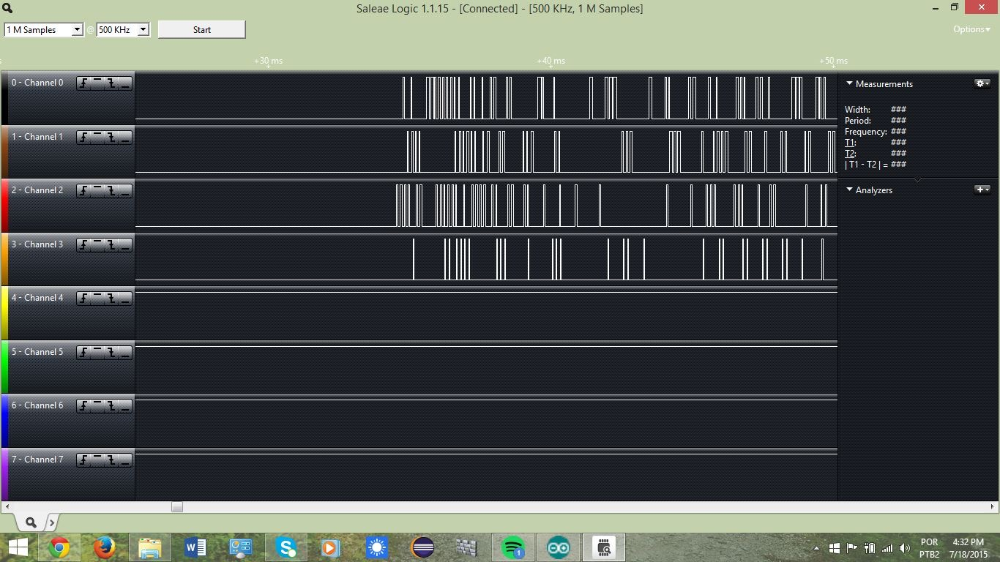 Saleae Logic 1.1.15 - [Connected] - [500 KHz, 1 M Samples]
1 M Samples @ 500 KHz Start
Options
s +30 ms +40 ms +50 ms
0 - Channel 0
1 - Channel 1
2 - Channel 2
3 - Channel 3
4 - Channel 4
5 - Channel 5
6 - Channel 6
7 - Channel 7
Measurements
Width: ###
Period: ###
Frequency: ###
T1: ###
T2: ###
| T1 - T2 | = ###
Analyzers
1
POR
PTB2
4:32 PM
7/18/2015